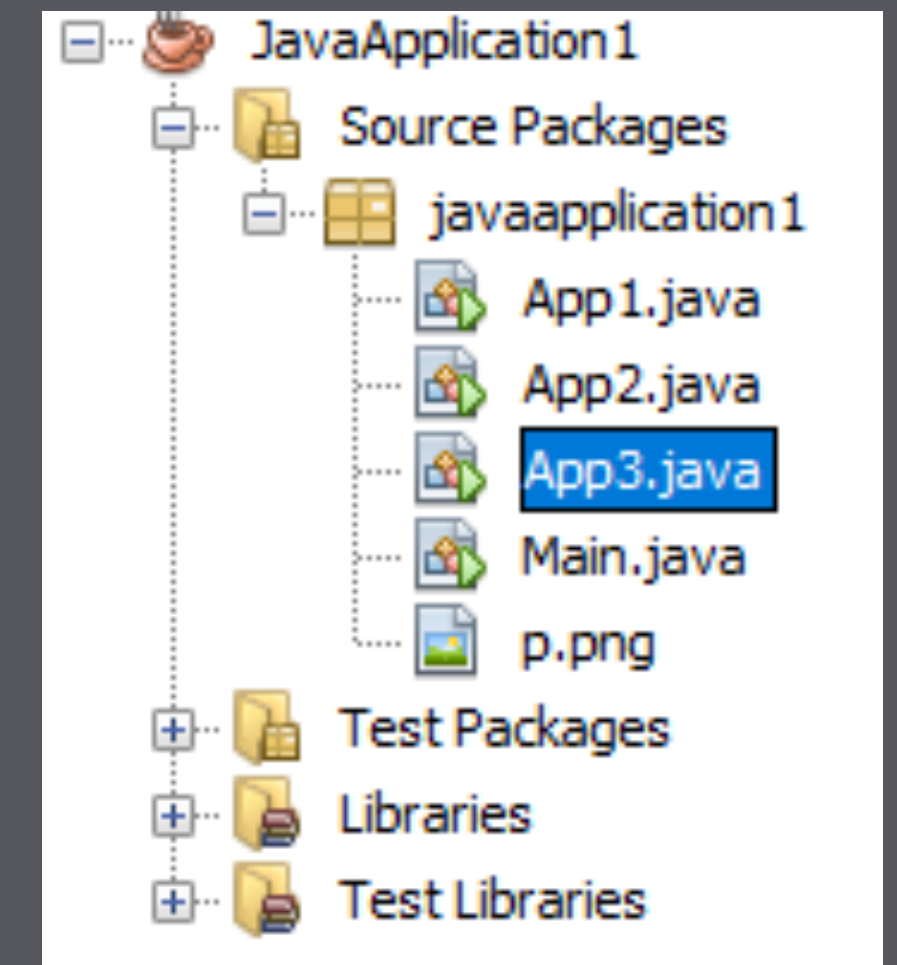 JavaApplication1
Source Packages
javaapplication1
App1.java
App2.java
App3.java
Main.java
p.png
Test Packages
Libraries
Test Libraries